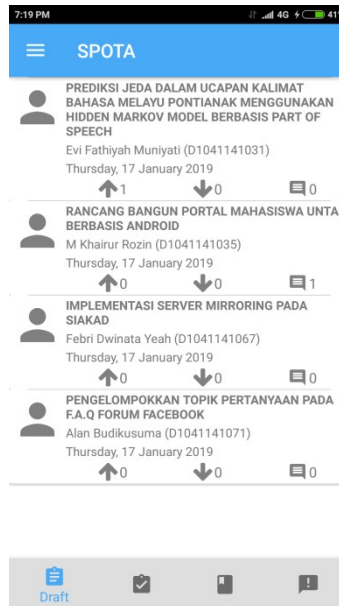 7:19 PM 4G 41
SPOTA
PREDIKSI JEDA DALAM UCAPAN KALIMAT
BAHASA MELAYU PONTIANAK MENGGUNAKAN
HIDDEN MARKOV MODEL BERBASIS PART OF
SPEECH
Evi Fathiyah Muniyati (D1041141031)
Thursday, 17 January 2019
1 0 0
RANCANG BANGUN PORTAL MAHASISWA UNTA
BERBASIS ANDROID
M Khairur Rozin (D1041141035)
Thursday, 17 January 2019
0 0 1
IMPLEMENTASI SERVER MIRRORING PADA
SIAKAD
Febri Dwinata Yeah (D1041141067)
Thursday, 17 January 2019
0 0 0
PENGELOMPOKKAN TOPIK PERTANYAAN PADA
F.A.Q FORUM FACEBOOK
Alan Budikusuma (D1041141071)
Thursday, 17 January 2019
0 0 0
Draft